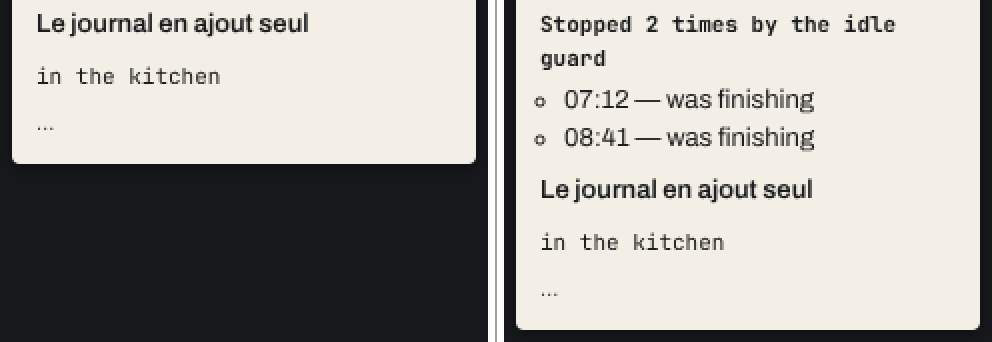 Le journal en ajout seul
in the kitchen
...
Stopped 2 times by the idle
guard
07:12 — was finishing
08:41 — was finishing
Le journal en ajout seul
in the kitchen
...